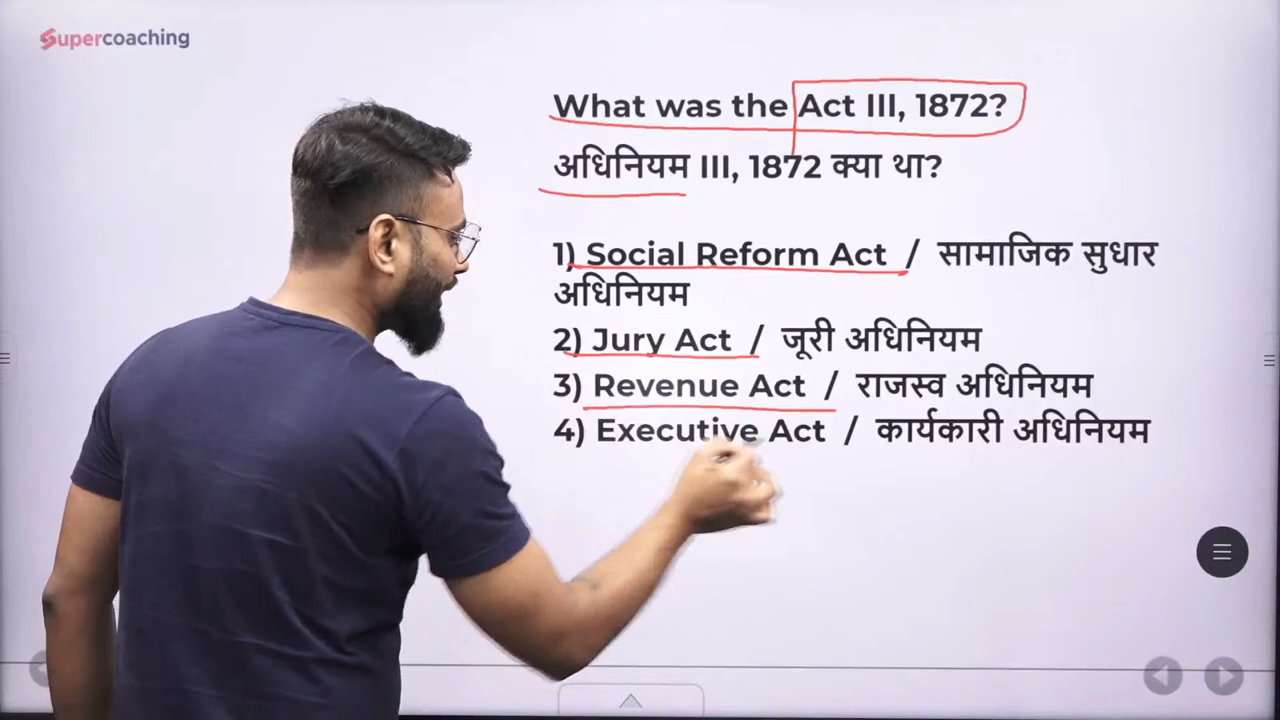 Supercoaching
What was the Act III, 1872?
अधिनियम III, 1872 क्या था?
1) Social Reform Act / सामाजिक सुधार
अधिनियम
2) Jury Act / जूरी अधिनियम
3) Revenue Act / राजस्व अधिनियम
4) Executive Act / कार्यकारी अधिनियम